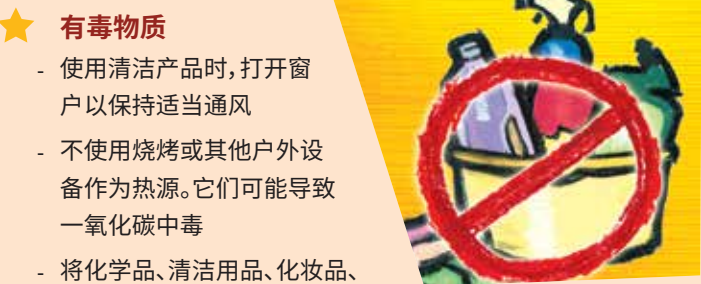 有毒物质
- 使用清洁产品时，打开窗
户以保持适当通风
- 不使用烧烤或其他户外设
备作为热源。它们可能导致
一氧化碳中毒
- 将化学品、清洁用品、化妆品、